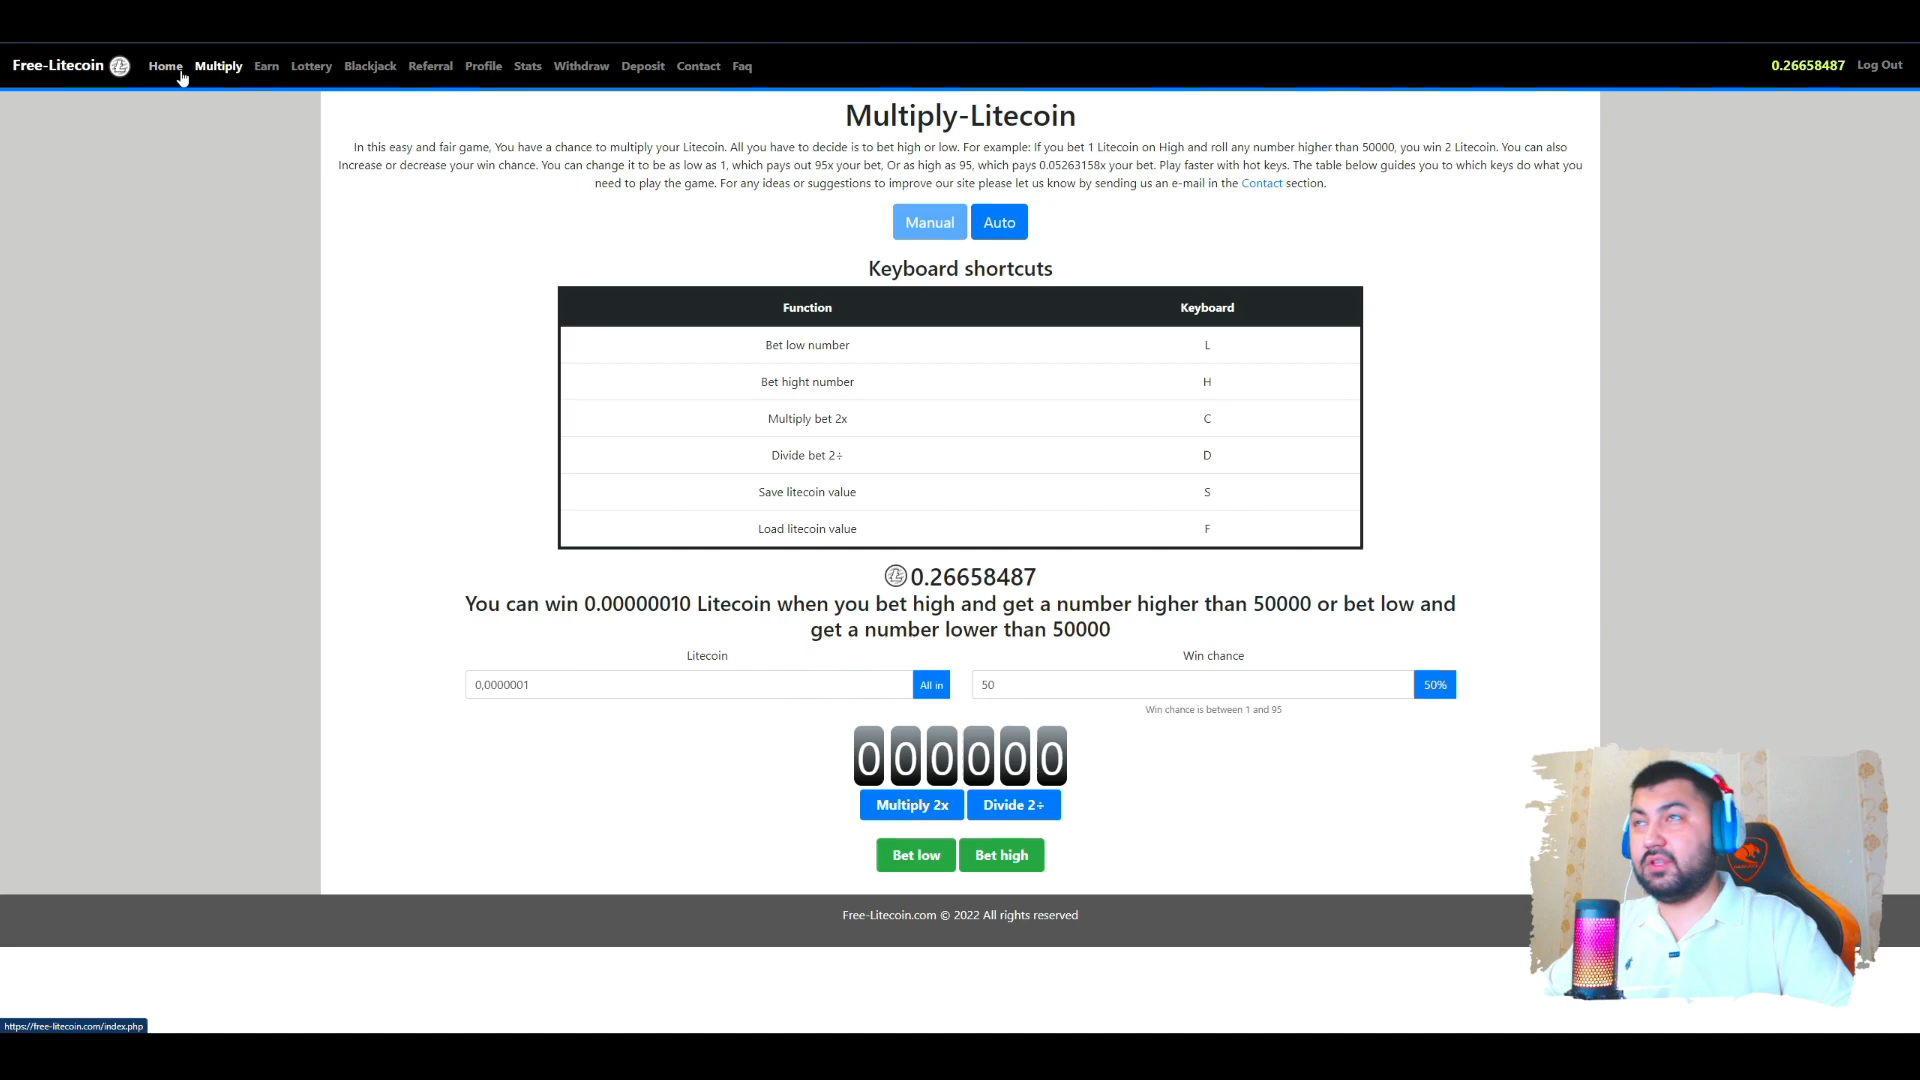 Free-Litecoin Home Multiply Earn Lottery Blackjack Referral Profile Stats Withdraw Deposit Contact Faq 0.26658487 Log Out
Multiply-Litecoin
In this easy and fair game, You have a chance to multiply your Litecoin. All you have to decide is to bet high or low. For example: If you bet 1 Litecoin on High and roll any number higher than 50000, you win 2 Litecoin. You can also
Increase or decrease your win chance. You can change it to be as low as 1, which pays out 95x your bet, Or as high as 95, which pays 0.05263158x your bet. Play faster with hot keys. The table below guides you to which keys do what you
need to play the game. For any ideas or suggestions to improve our site please let us know by sending us an e-mail in the Contact section.
Manual Auto
Keyboard shortcuts
Function Keyboard
Bet low number L
Bet hight number H
Multiply bet 2x C
Divide bet 2÷ D
Save litecoin value S
Load litecoin value F
0.26658487
You can win 0.00000010 Litecoin when you bet high and get a number higher than 50000 or bet low and
get a number lower than 50000
Litecoin Win chance
0,0000001 All in 50 50%
Win chance is between 1 and 95
000000
Multiply 2x Divide 2÷
Bet low Bet high
Free-Litecoin.com © 2022 All rights reserved
https://free-litecoin.com/index.php